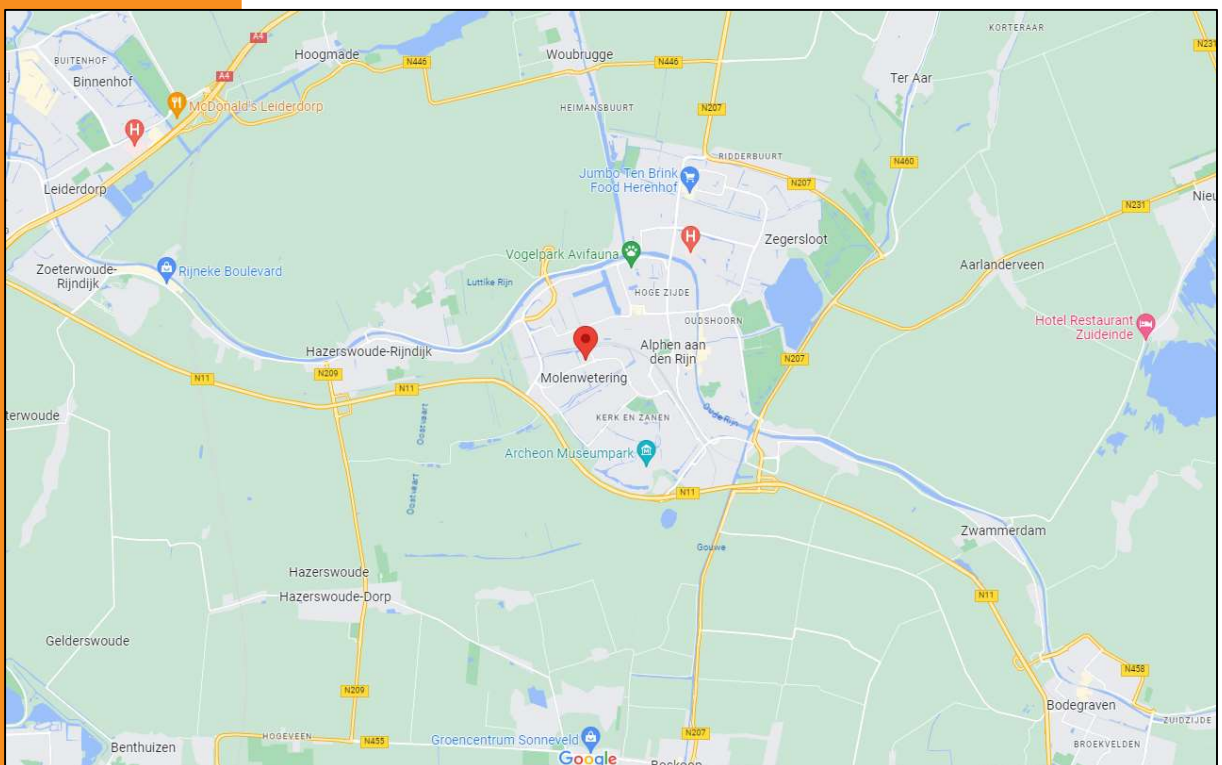 KORTERAAR
A4
N231
BUITENHOF
Hoogmade
Woubrugge
N446
N446
Binnenhof
A4
Ter Aar
McDonald's Leiderdorp
HEIMANSBUURT
N207
H
RIDDERBUURT
N460
Jumbo Ten Brink
Food Herenhof
N207
Leiderdorp
N231
Nieu
H
Zegersloot
Vogelpark Avifauna
Aarlanderveen
Zoeterwoude-
Rijndijk
Rijneke Boulevard
Luttike Rijn
HOGE ZIJDE
OUDSHOORN
Hotel Restaurant
Zuideinde
Hazerswoude-Rijndijk
Alphen aan
den Rijn
N207
N209
N11
Molenwetering
N11
terwoude
Oostvaart
KERK EN ZANEN
Oude Rijn
Archeon Museumpark
Oostvaart
N11
Zwammerdam
Gouwe
Hazerswoude
Hazerswoude-Dorp
N11
Gelderswoude
N458
N209
Bodegraven
ZUIDZIJDE
HOGEVEEN
N455
Groencentrum Sonneveld
N207
Benthuizen
BROEKVELDEN
Google